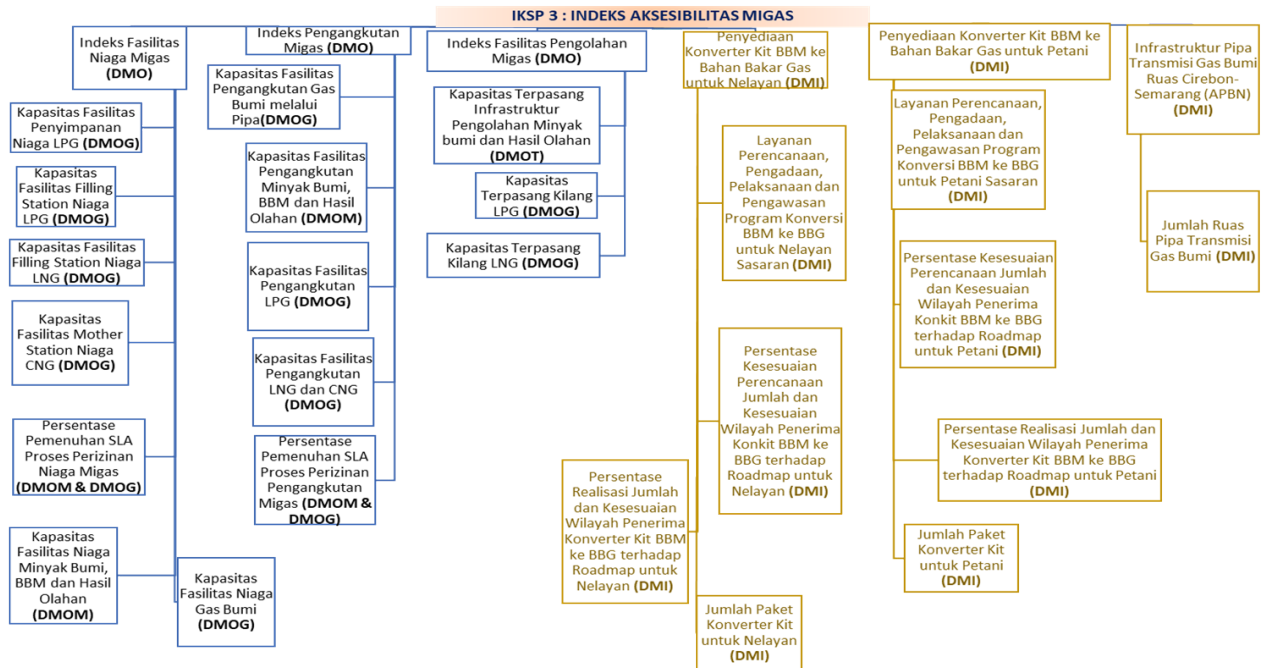 IKSP 3 : INDEKS AKSESIBILITAS MIGAS
Indeks Fasilitas
Niaga Migas
(DMO)
Kapasitas Fasilitas
Penyimpanan
Niaga LPG (DMOG)
Kapasitas
Fasilitas Filling
Station Niaga
LPG (DMOG)
Kapasitas Fasilitas
Filling Station Niaga
LNG (DMOG)
Kapasitas
Fasilitas Mother
Station Niaga
CNG (DMOG)
Persentase
Pemenuhan SLA
Proses Perizinan
Niaga Migas
(DMOM & DMOG)
Kapasitas
Fasilitas Niaga
Minyak Bumi,
BBM dan Hasil
Olahan
(DMOM)
Kapasitas
Fasilitas Niaga
Gas Bumi
(DMOG)
Indeks Pengangkutan
Migas (DMO)
Kapasitas Fasilitas
Pengangkutan Gas
Bumi melalui
Pipa(DMOG)
Kapasitas Fasilitas
Pengangkutan
Minyak Bumi,
BBM dan Hasil
Olahan (DMOM)
Kapasitas Fasilitas
Pengangkutan
LPG (DMOG)
Kapasitas Fasilitas
Pengangkutan
LNG dan CNG
(DMOG)
Persentase
Pemenuhan SLA
Proses Perizinan
Pengangkutan
Migas (DMOM &
DMOG)
Indeks Fasilitas Pengolahan
Migas (DMO)
Kapasitas Terpasang
Infrastruktur
Pengolahan Minyak
bumi dan Hasil Olahan
(DMOT)
Kapasitas
Terpasang Kilang
LPG (DMOG)
Kapasitas Terpasang
Kilang LNG (DMOG)
Penyediaan
Konverter Kit BBM ke
Bahan Bakar Gas
untuk Nelayan (DMI)
Layanan
Perencanaan,
Pengadaan,
Pelaksanaan dan
Pengawasan
Program Konversi
BBM ke BBG
untuk Nelayan
Sasaran (DMI)
Persentase
Kesesuaian
Perencanaan
Jumlah dan
Kesesuaian
Wilayah Penerima
Konkit BBM ke
BBG terhadap
Roadmap untuk
Nelayan (DMI)
Persentase
Realisasi Jumlah
dan Kesesuaian
Wilayah Penerima
Konverter Kit BBM
ke BBG terhadap
Roadmap untuk
Nelayan (DMI)
Jumlah Paket
Konverter Kit
untuk Nelayan
(DMI)
Penyediaan Konverter Kit BBM ke
Bahan Bakar Gas untuk Petani
(DMI)
Layanan Perencanaan,
Pengadaan,
Pelaksanaan dan
Pengawasan Program
Konversi BBM ke BBG
untuk Petani Sasaran
(DMI)
Persentase Kesesuaian
Perencanaan Jumlah
dan Kesesuaian
Wilayah Penerima
Konkit BBM ke BBG
terhadap Roadmap
untuk Petani (DMI)
Persentase Realisasi Jumlah dan
Kesesuaian Wilayah Penerima
Konverter Kit BBM ke BBG
terhadap Roadmap untuk Petani
(DMI)
Jumlah Paket
Konverter Kit
untuk Petani
(DMI)
Infrastruktur Pipa
Transmisi Gas Bumi
Ruas Cirebon-
Semarang (APBN)
(DMI)
Jumlah Ruas
Pipa Transmisi
Gas Bumi (DMI)